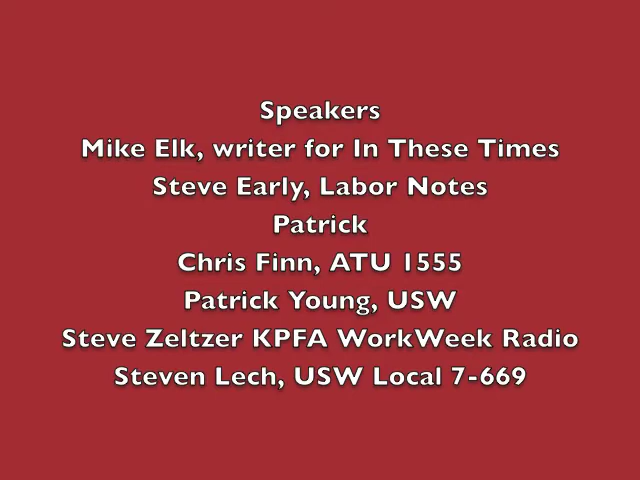 Speakers
Mike Elk, writer for In These Times
Steve Early, Labor Notes
Patrick
Chris Finn, ATU 1555
Patrick Young, USW
Steve Zeltzer KPFA WorkWeek Radio
Steven Lech, USW Local 7-669